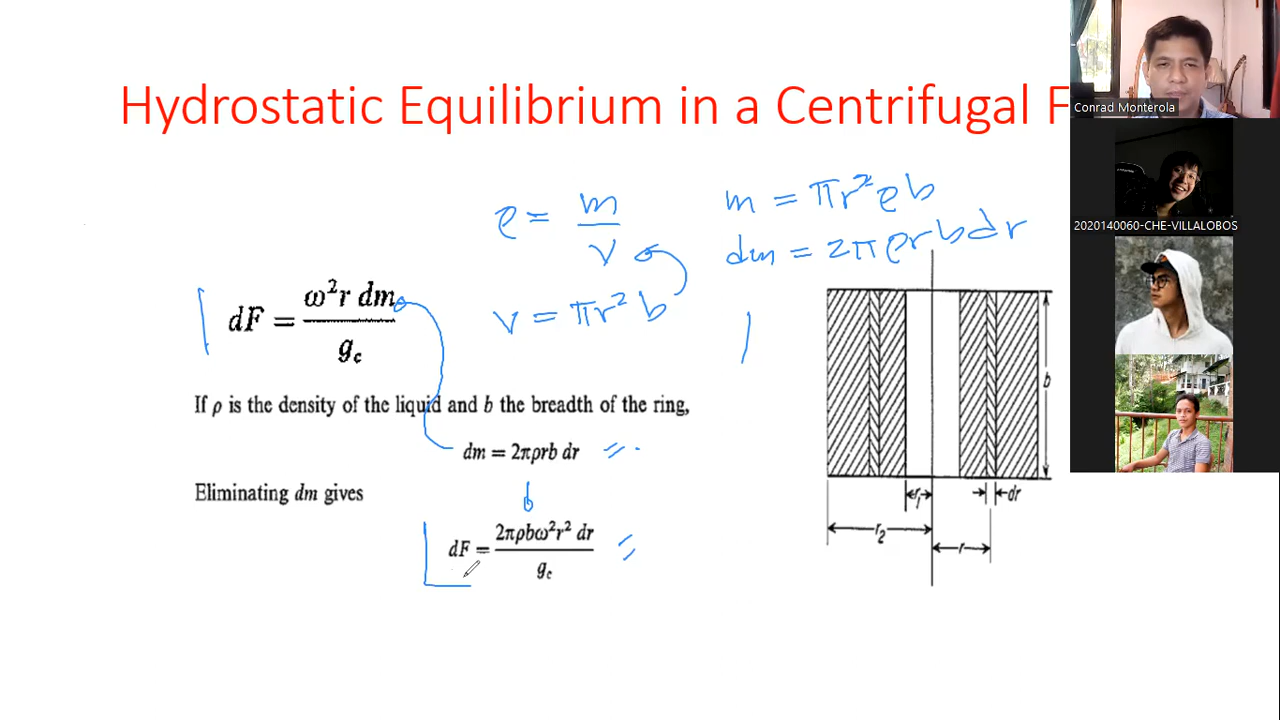 Hydrostatic Equilibrium in a Centrifugal F
Conrad Monterola
2020140060-CHE-VILLALOBOS
ρ = m / v
m = πr²ρb
dm = 2πρrbdr
v = πr²b
dF = ω²r dm / g_c
If ρ is the density of the liquid and b the breadth of the ring,
dm = 2πρrb dr
Eliminating dm gives
dF = 2πρbω²r² dr / g_c
b
r₁
dr
r₂
r